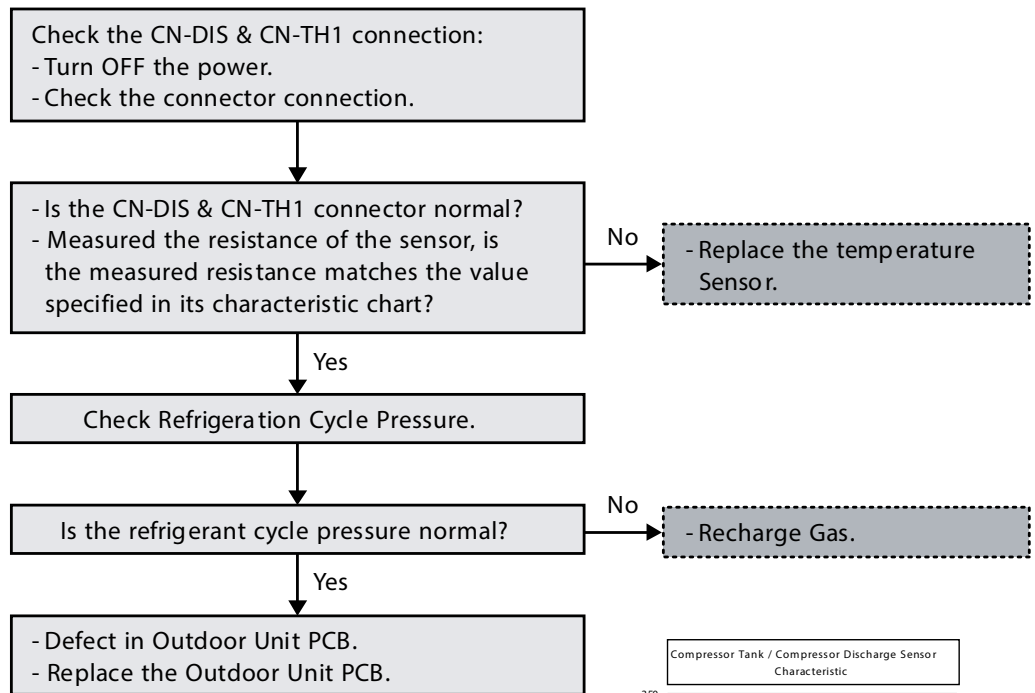 Check the CN-DIS & CN-TH1 connection:
- Turn OFF the power.
- Check the connector connection.
- Is the CN-DIS & CN-TH1 connector normal?
- Measured the resistance of the sensor, is
the measured resistance matches the value
specified in its characteristic chart?
No
- Replace the temperature
Sensor.
Yes
Check Refrigeration Cycle Pressure.
Is the refrigerant cycle pressure normal?
No
- Recharge Gas.
Yes
- Defect in Outdoor Unit PCB.
- Replace the Outdoor Unit PCB.
Compressor Tank / Compressor Discharge Sensor
Characteristic